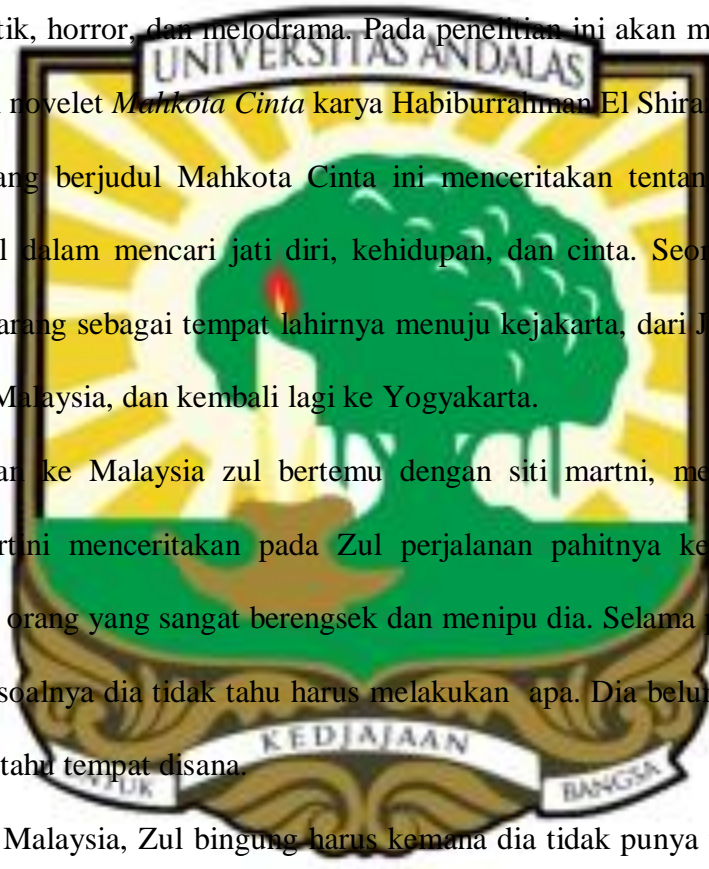 tik, horror, dan melodrama. Pada penelitian ini akan m
UNIVERSITAS ANDALAS
novelet Mahkota Cinta karya Habiburrahman El Shira
ang berjudul Mahkota Cinta ini menceritakan tentan
l dalam mencari jati diri, kehidupan, dan cinta. Seor
arang sebagai tempat lahirnya menuju kejakarta, dari J
Malaysia, dan kembali lagi ke Yogyakarta.
an ke Malaysia zul bertemu dengan siti martni, me
rtini menceritakan pada Zul perjalanan pahitnya ke
orang yang sangat berengsek dan menipu dia. Selama p
soalnya dia tidak tahu harus melakukan apa. Dia belu
tahu tempat disana.
UNTUK KEDJAJAAN BANGSA
Malaysia, Zul bingung harus kemana dia tidak punya